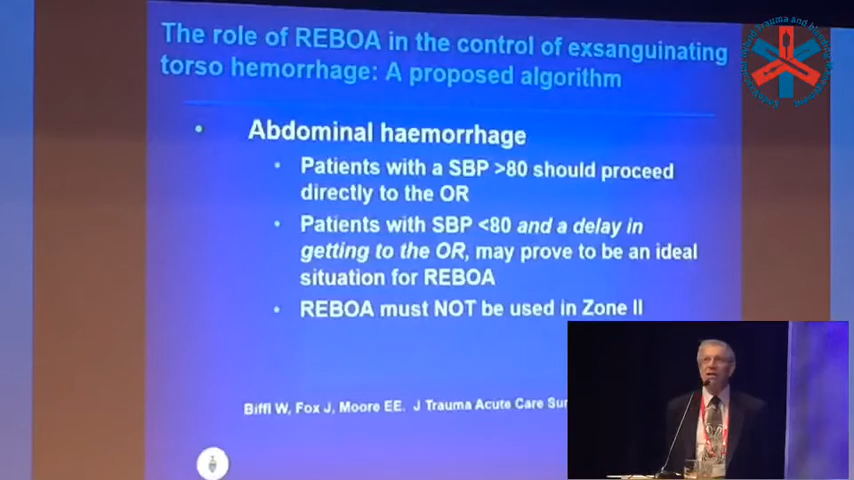 The role of REBOA in the control of exsanguinating
torso hemorrhage: A proposed algorithm
• Abdominal haemorrhage
• Patients with a SBP >80 should proceed
directly to the OR
• Patients with SBP <80 and a delay in
getting to the OR, may prove to be an ideal
situation for REBOA
• REBOA must NOT be used in Zone II
Biffl W, Fox J, Moore EE. J Trauma Acute Care Sur